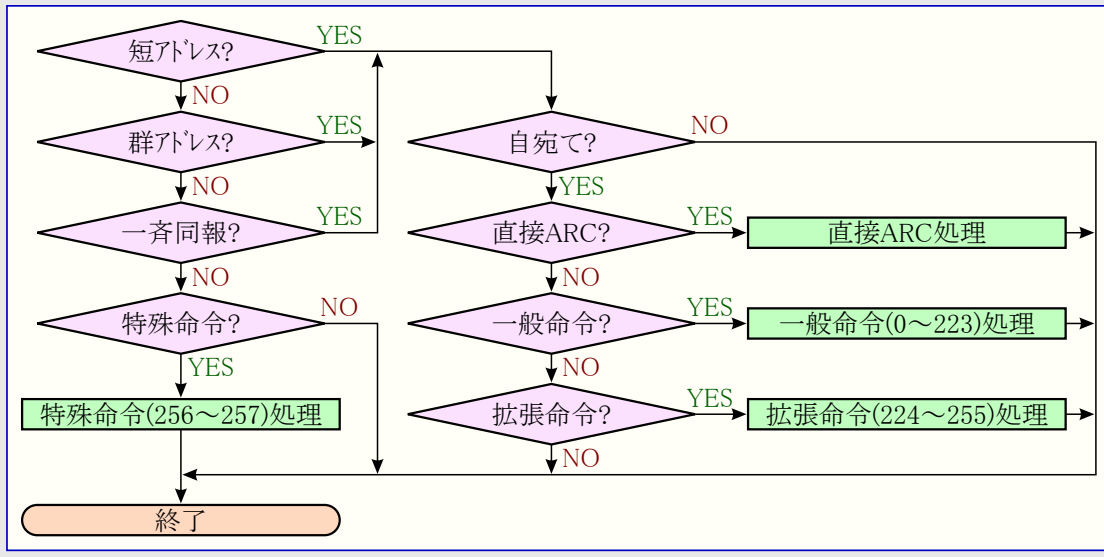 短ｱﾄﾞﾚｽ?
YES
NO
群ｱﾄﾞﾚｽ?
YES
NO
一斉同報?
YES
NO
特殊命令?
NO
YES
特殊命令(256～257)処理
終了
自宛て?
NO
YES
直接ARC?
YES
直接ARC処理
NO
一般命令?
YES
一般命令(0～223)処理
NO
拡張命令?
YES
拡張命令(224～255)処理
NO